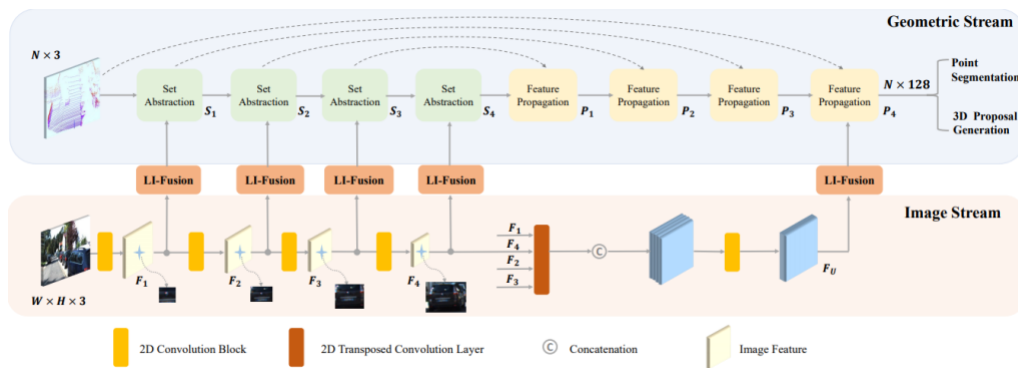 Geometric Stream
N × 3
Set Abstraction
Set Abstraction
Set Abstraction
Set Abstraction
Feature Propagation
Feature Propagation
Feature Propagation
Feature Propagation
S1
S2
S3
S4
P1
P2
P3
P4
N × 128
Point Segmentation
3D Proposal Generation
LI-Fusion
LI-Fusion
LI-Fusion
LI-Fusion
LI-Fusion
Image Stream
W × H × 3
F1
F2
F3
F4
F1
F4
F2
F3
C
FU
2D Convolution Block
2D Transposed Convolution Layer
C
Concatenation
Image Feature